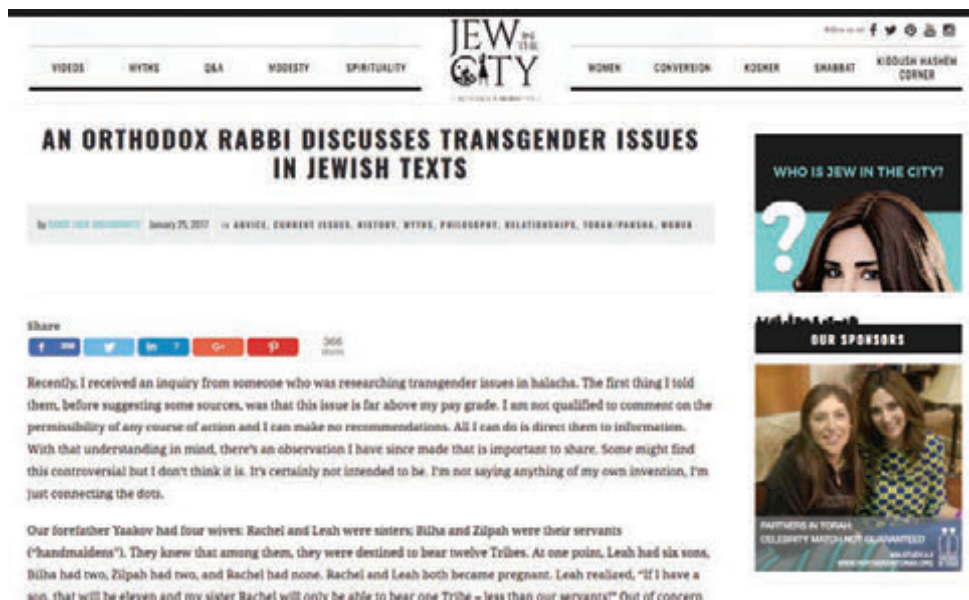 JEW IN THE CITY
VIDEOS MYTHS Q&A MODESTY SPIRITUALITY
WOMEN CONVERSION KOSHER SHABBAT KIDDUSH HASHEM CORNER
AN ORTHODOX RABBI DISCUSSES TRANSGENDER ISSUES
IN JEWISH TEXTS
by January 25, 2017 in ADVICE, CURRENT ISSUES, HISTORY, MYTHS, PHILOSOPHY, RELATIONSHIPS, TORAH/PARSHA, WOMEN
Share
366
Recently, I received an inquiry from someone who was researching transgender issues in halacha. The first thing I told
them, before suggesting some sources, was that this issue is far above my pay grade. I am not qualified to comment on the
permissibility of any course of action and I can make no recommendations. All I can do is direct them to information.
With that understanding in mind, there's an observation I have since made that is important to share. Some might find
this controversial but I don't think it is. It's certainly not intended to be. I'm not saying anything of my own invention, I'm
just connecting the dots.
Our forefather Yaakov had four wives: Rachel and Leah were sisters; Bilha and Zilpah were their servants
("handmaidens"). They knew that among them, they were destined to bear twelve Tribes. At one point, Leah had six sons,
Bilha had two, Zilpah had two, and Rachel had none. Rachel and Leah both became pregnant. Leah realized, "If I have a
son, that will be eleven and my sister Rachel will only be able to bear one Tribe – less than our servants!" Out of concern
WHO IS JEW IN THE CITY?
?
OUR SPONSORS
PARTNERS IN TORAH:
CELEBRITY MATCH NOT GUARANTEED